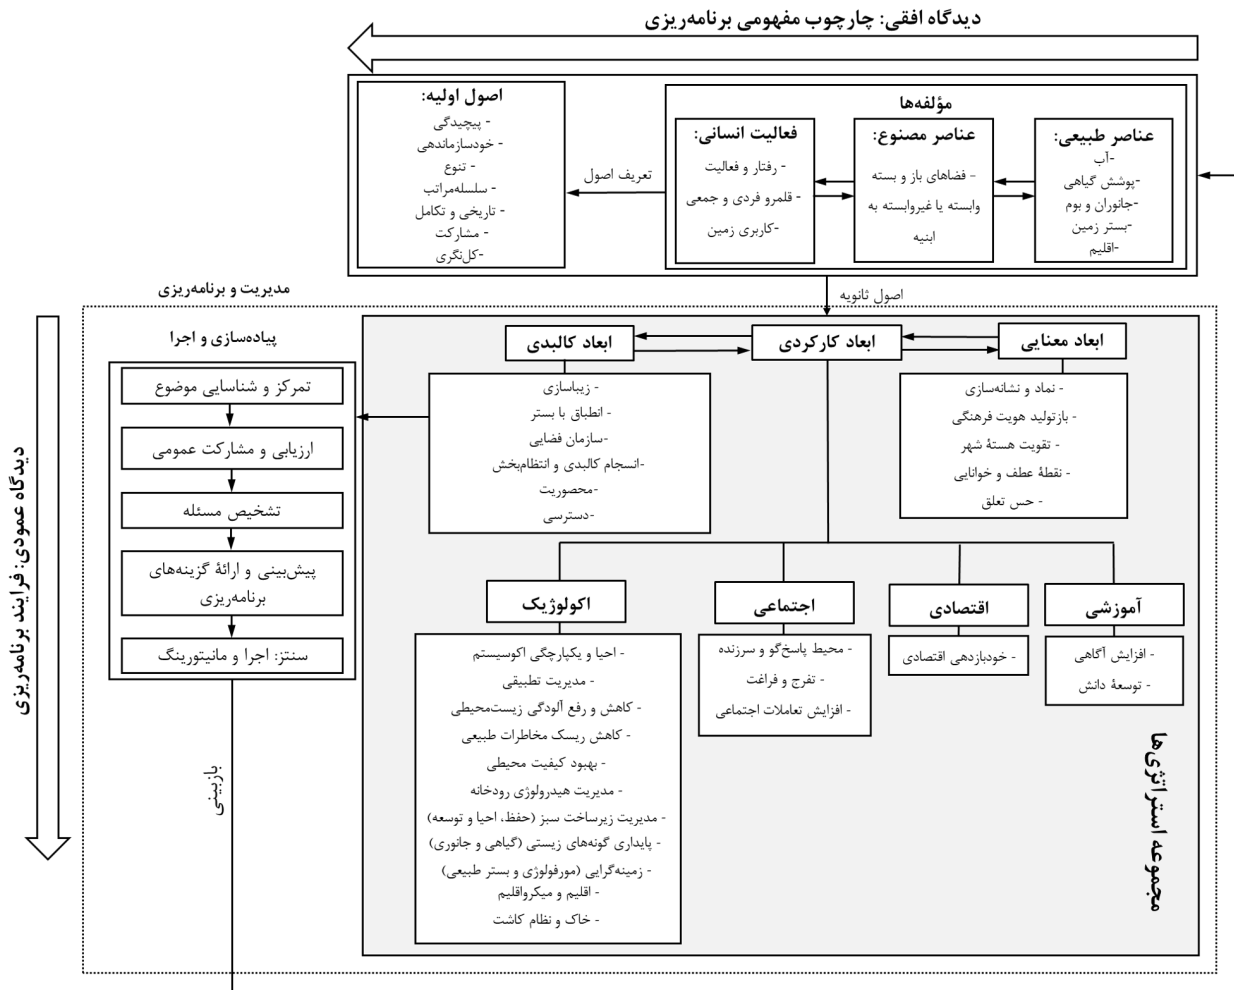 دیدگاه افقی: چارچوب مفهومی برنامه‌ریزی
مؤلفه‌ها
عناصر طبیعی:
-آب
-پوشش گیاهی
-جانوران و بوم
-بستر زمین
-اقلیم
عناصر مصنوع:
- فضاهای باز و بسته
وابسته یا غیروابسته به
ابنیه
فعالیت انسانی:
- رفتار و فعالیت
- قلمرو فردی و جمعی
-کاربری زمین
تعریف اصول
اصول اولیه:
- پیچیدگی
- خودسازماندهی
- تنوع
- سلسله‌مراتب
- تاریخی و تکامل
- مشارکت
-کل‌نگری
اصول ثانویه
مدیریت و برنامه‌ریزی
ابعاد معنایی
- نماد و نشانه‌سازی
- بازتولید هویت فرهنگی
- تقویت هستهٔ شهر
- نقطهٔ عطف و خوانایی
- حس تعلق
ابعاد کارکردی
ابعاد کالبدی
- زیباسازی
- انطباق با بستر
-سازمان فضایی
-انسجام کالبدی و انتظام‌بخش
-محصوریت
-دسترسی
آموزشی
- افزایش آگاهی
- توسعهٔ دانش
اقتصادی
- خودبازدهی اقتصادی
اجتماعی
- محیط پاسخ‌گو و سرزنده
- تفرج و فراغت
- افزایش تعاملات اجتماعی
اکولوژیک
- احیا و یکپارچگی اکوسیستم
- مدیریت تطبیقی
- کاهش و رفع آلودگی زیست‌محیطی
- کاهش ریسک مخاطرات طبیعی
- بهبود کیفیت محیطی
- مدیریت هیدرولوژی رودخانه
- مدیریت زیرساخت سبز (حفظ، احیا و توسعه)
- پایداری گونه‌های زیستی (گیاهی و جانوری)
- زمینه‌گرایی (مورفولوژی و بستر طبیعی)
- اقلیم و میکرواقلیم
- خاک و نظام کاشت
مجموعه استراتژی‌ها
پیاده‌سازی و اجرا
تمرکز و شناسایی موضوع
ارزیابی و مشارکت عمومی
تشخیص مسئله
پیش‌بینی و ارائهٔ گزینه‌های
برنامه‌ریزی
سنتز: اجرا و مانیتورینگ
بازبینی
دیدگاه عمودی: فرایند برنامه‌ریزی